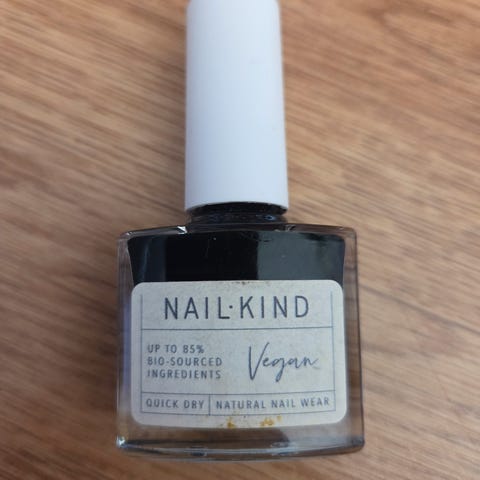 NAIL·KIND
UP TO 85%
BIO-SOURCED
INGREDIENTS
Vegan
QUICK DRY
NATURAL NAIL WEAR